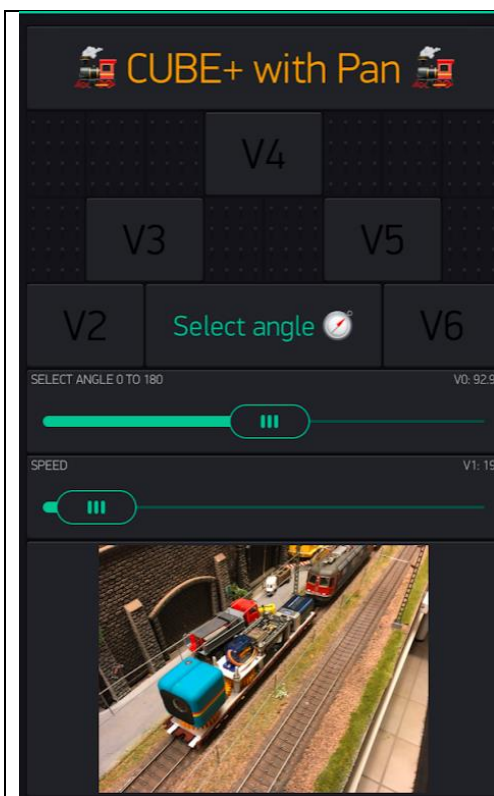 CUBE+ with Pan
V4
V3 V5
V2 Select angle V6
SELECT ANGLE 0 TO 180 V0: 92.9
SPEED V1: 19